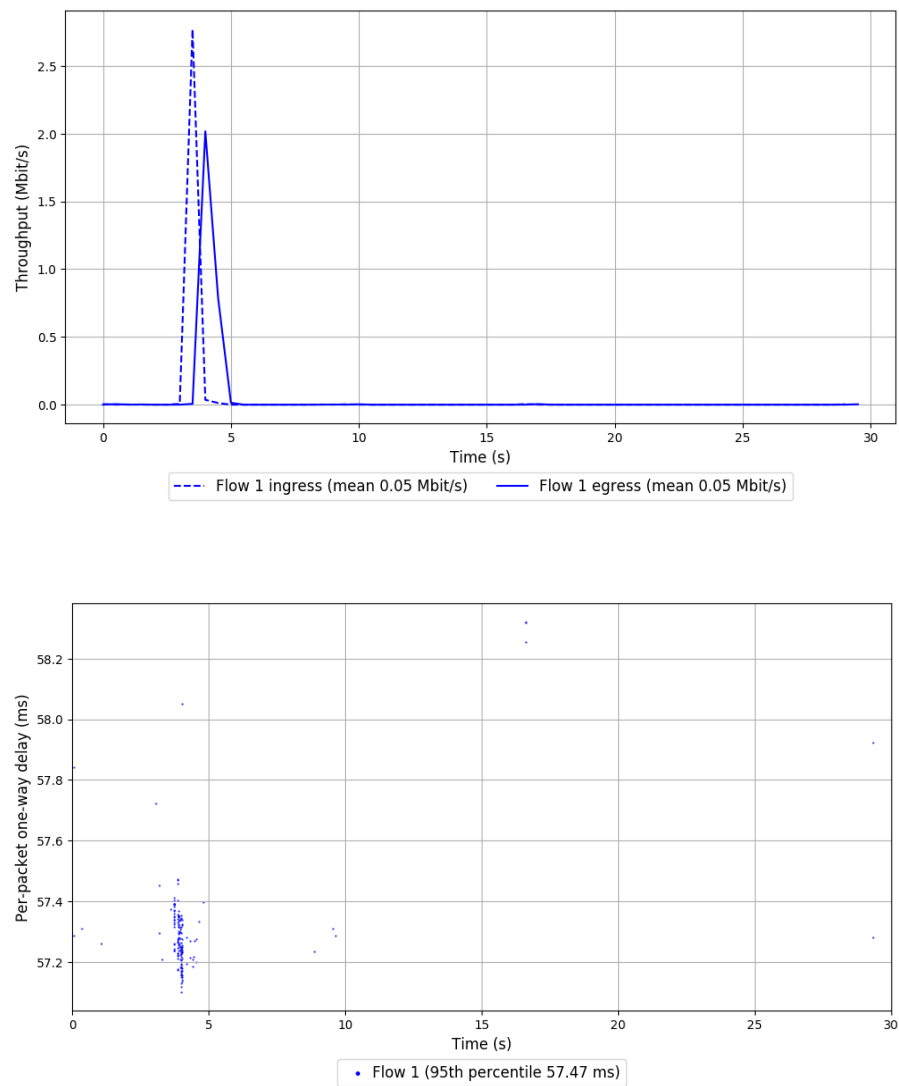 Throughput (Mbit/s)
2.5
2.0
1.5
1.0
0.5
0.0
0 5 10 15 20 25 30
Time (s)
Flow 1 ingress (mean 0.05 Mbit/s) Flow 1 egress (mean 0.05 Mbit/s)
Per-packet one-way delay (ms)
58.2
58.0
57.8
57.6
57.4
57.2
0 5 10 15 20 25 30
Time (s)
Flow 1 (95th percentile 57.47 ms)